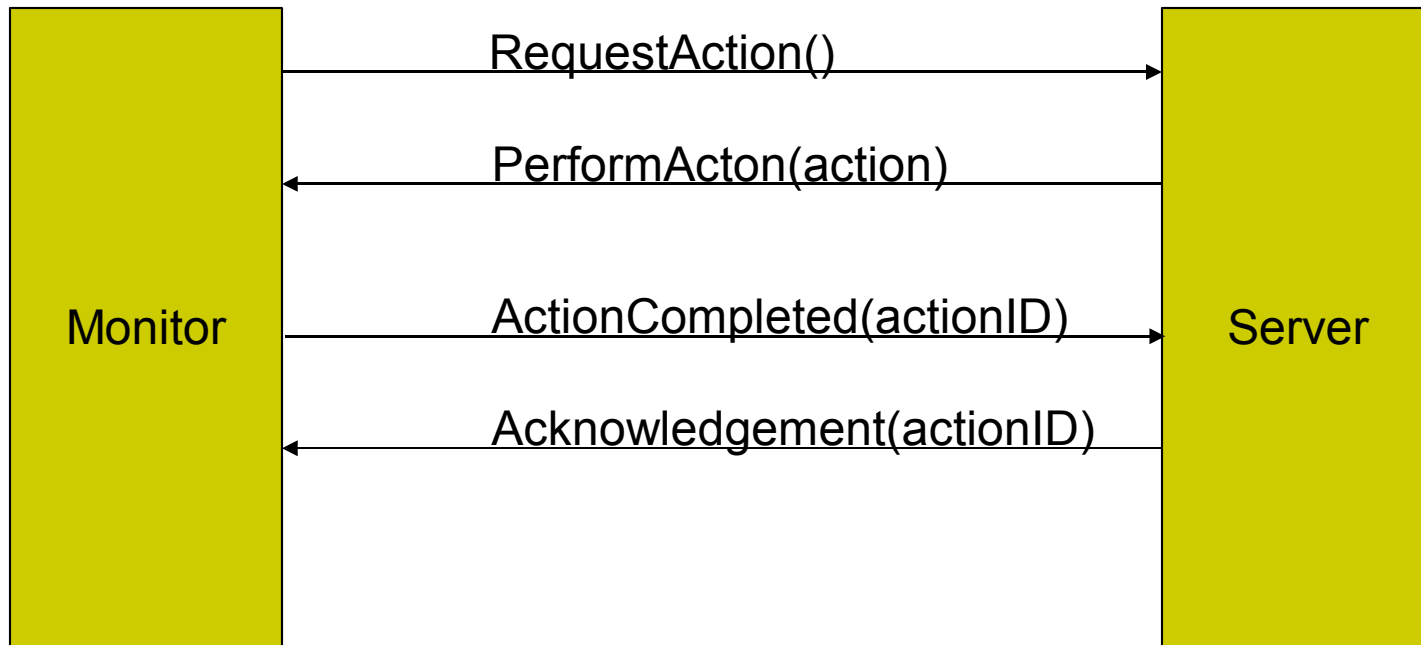 RequestAction()
PerformActon(action)
Monitor
ActionCompleted(actionID)
Server
Acknowledgement(actionID)